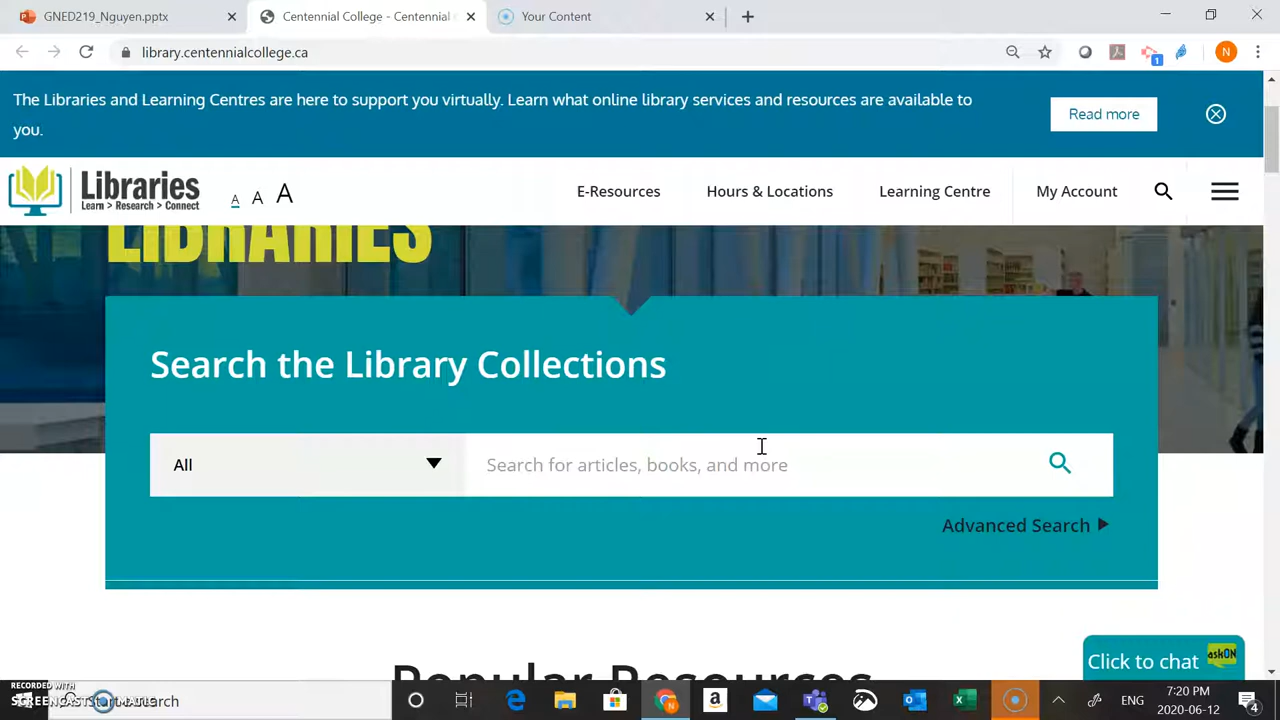 GNED219_Nguyen.pptx
Centennial College - Centennial
Your Content
library.centennialcollege.ca
1
N
The Libraries and Learning Centres are here to support you virtually. Learn what online library services and resources are available to
you.
Read more
Libraries
Learn > Research > Connect
A A A
E-Resources
Hours & Locations
Learning Centre
My Account
LIBRARIES
Search the Library Collections
All
Search for articles, books, and more
Advanced Search
Popular Resources
Click to chat
askON
RECORDED WITH
SCREENCAST-O-MATIC
Start
Search
ENG
7:20 PM
2020-06-12
4